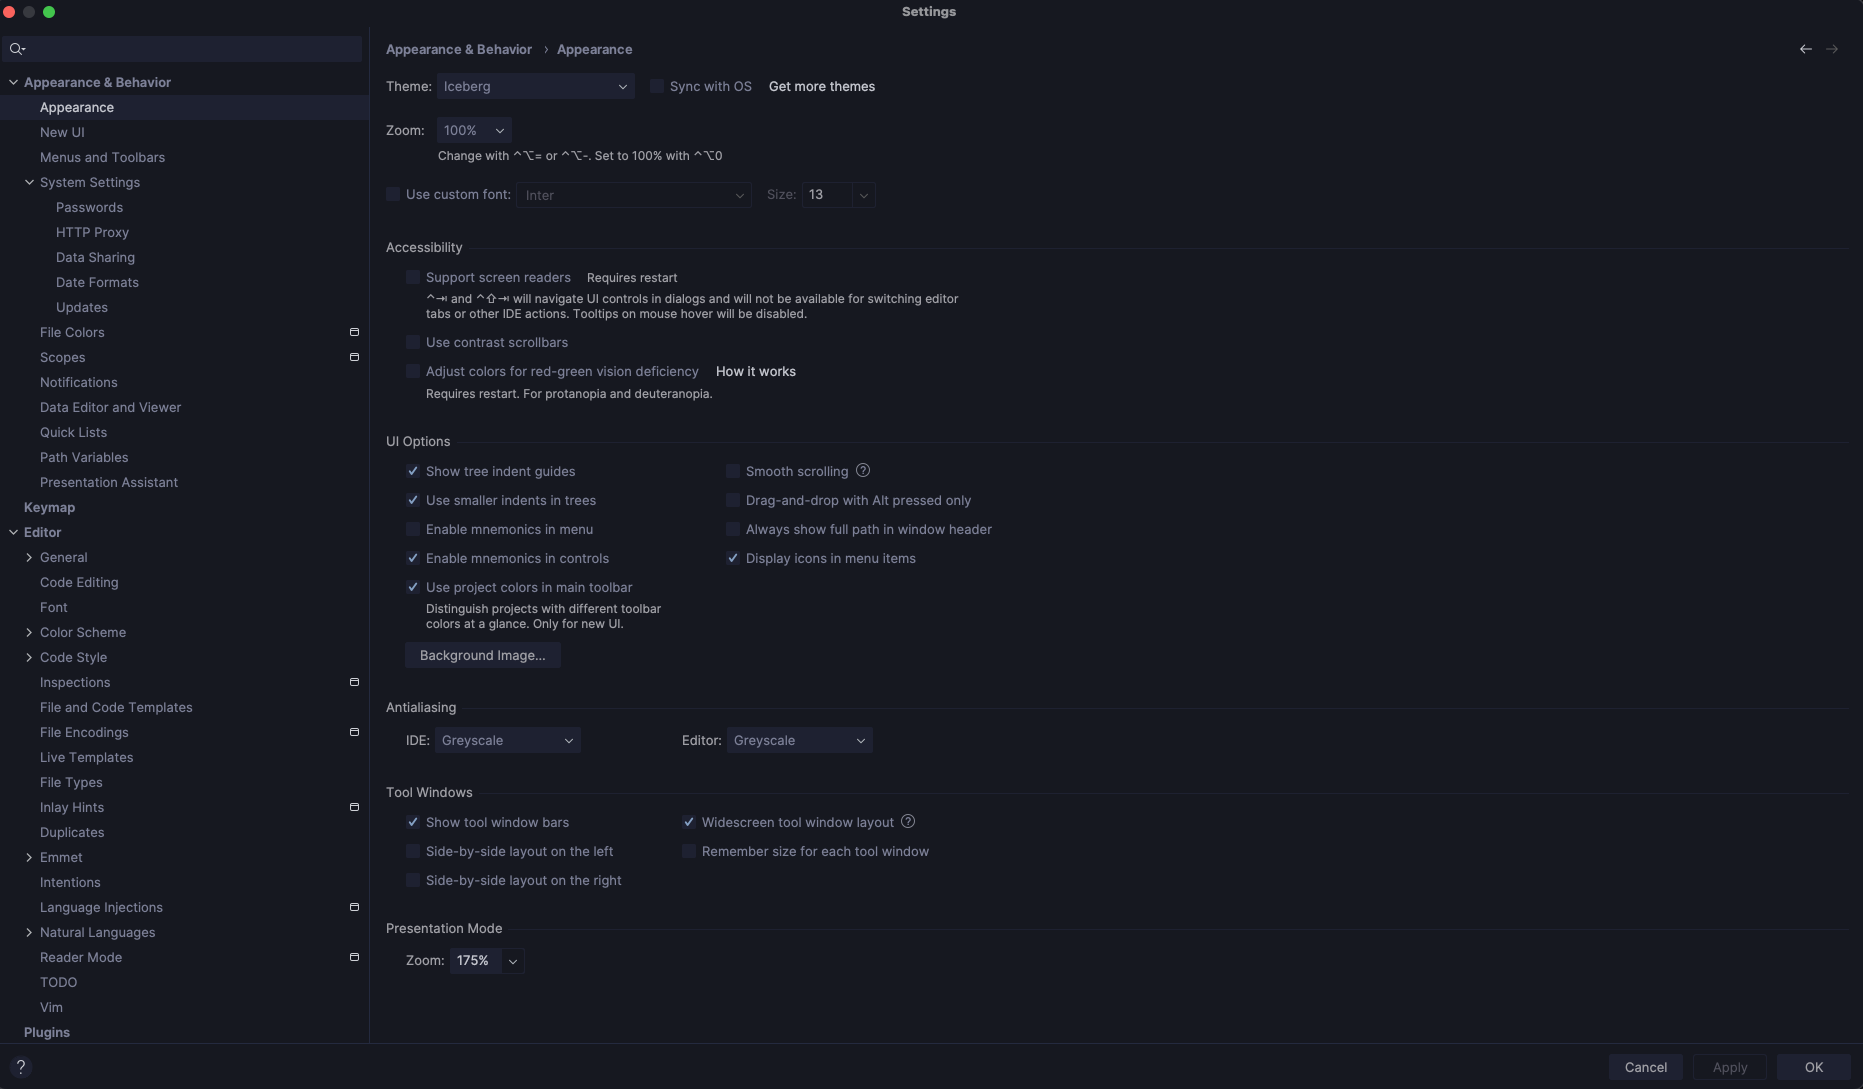 Settings
Appearance & Behavior
Appearance
New UI
Menus and Toolbars
System Settings
Passwords
HTTP Proxy
Data Sharing
Date Formats
Updates
File Colors
Scopes
Notifications
Data Editor and Viewer
Quick Lists
Path Variables
Presentation Assistant
Keymap
Editor
General
Code Editing
Font
Color Scheme
Code Style
Inspections
File and Code Templates
File Encodings
Live Templates
File Types
Inlay Hints
Duplicates
Emmet
Intentions
Language Injections
Natural Languages
Reader Mode
TODO
Vim
Plugins
Appearance & Behavior › Appearance
Theme: Iceberg Sync with OS Get more themes
Zoom: 100%
Change with ^⌥= or ^⌥-. Set to 100% with ^⌥0
Use custom font: Inter Size: 13
Accessibility
Support screen readers Requires restart
^⇥ and ^⇧⇥ will navigate UI controls in dialogs and will not be available for switching editor
tabs or other IDE actions. Tooltips on mouse hover will be disabled.
Use contrast scrollbars
Adjust colors for red-green vision deficiency How it works
Requires restart. For protanopia and deuteranopia.
UI Options
Show tree indent guides Smooth scrolling ?
Use smaller indents in trees Drag-and-drop with Alt pressed only
Enable mnemonics in menu Always show full path in window header
Enable mnemonics in controls Display icons in menu items
Use project colors in main toolbar
Distinguish projects with different toolbar
colors at a glance. Only for new UI.
Background Image...
Antialiasing
IDE: Greyscale Editor: Greyscale
Tool Windows
Show tool window bars Widescreen tool window layout ?
Side-by-side layout on the left Remember size for each tool window
Side-by-side layout on the right
Presentation Mode
Zoom: 175%
? Cancel Apply OK